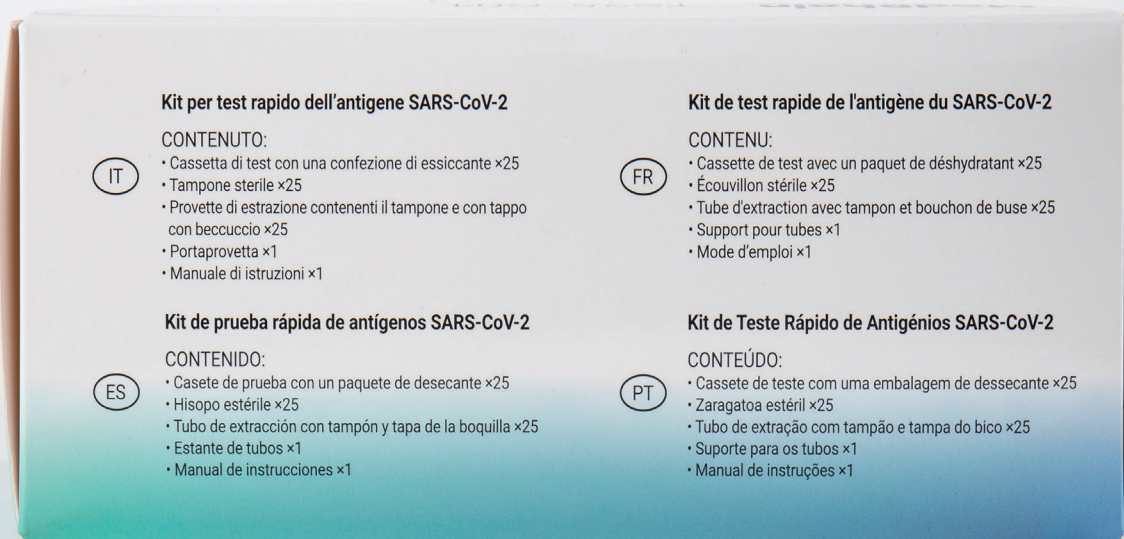 Kit per test rapido dell'antigene SARS-CoV-2
CONTENUTO:
IT
• Cassetta di test con una confezione di essiccante ×25
• Tampone sterile ×25
• Provette di estrazione contenenti il tampone e con tappo
con beccuccio ×25
• Portaprovetta ×1
• Manuale di istruzioni ×1
Kit de test rapide de l'antigène du SARS-CoV-2
CONTENU:
FR
• Cassette de test avec un paquet de déshydratant ×25
• Écouvillon stérile ×25
• Tube d'extraction avec tampon et bouchon de buse ×25
• Support pour tubes ×1
• Mode d'emploi ×1
Kit de prueba rápida de antígenos SARS-CoV-2
CONTENIDO:
ES
• Casete de prueba con un paquete de desecante ×25
• Hisopo estérile ×25
• Tubo de extracción con tampón y tapa de la boquilla ×25
• Estante de tubos ×1
• Manual de instrucciones ×1
Kit de Teste Rápido de Antigénios SARS-CoV-2
CONTEÚDO:
PT
• Cassete de teste com uma embalagem de dessecante ×25
• Zaragatoa estéril ×25
• Tubo de extração com tampão e tampa do bico ×25
• Suporte para os tubos ×1
• Manual de instruções ×1